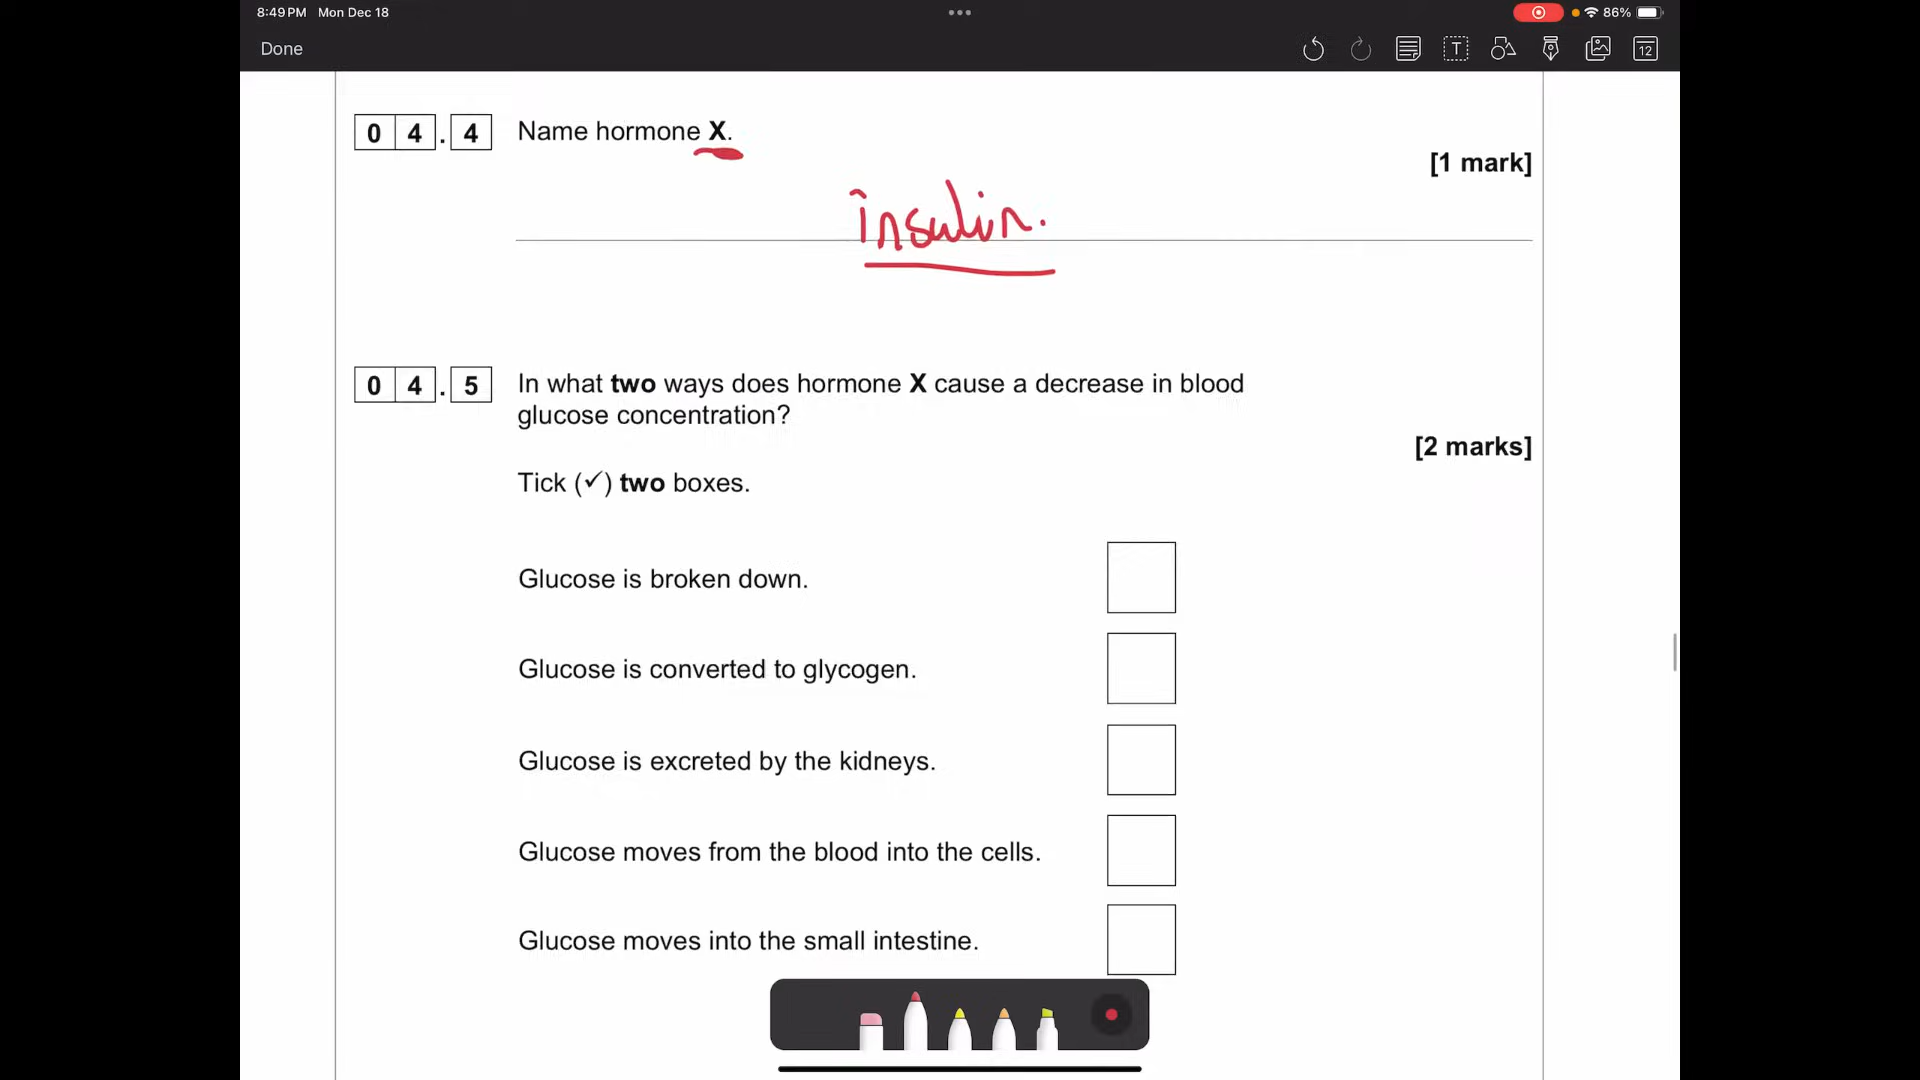 8:49 PM Mon Dec 18
86%
Done
T
12
0 4 . 4 Name hormone X.
[1 mark]
insulin.
0 4 . 5 In what two ways does hormone X cause a decrease in blood
glucose concentration?
[2 marks]
Tick (✓) two boxes.
Glucose is broken down.
Glucose is converted to glycogen.
Glucose is excreted by the kidneys.
Glucose moves from the blood into the cells.
Glucose moves into the small intestine.